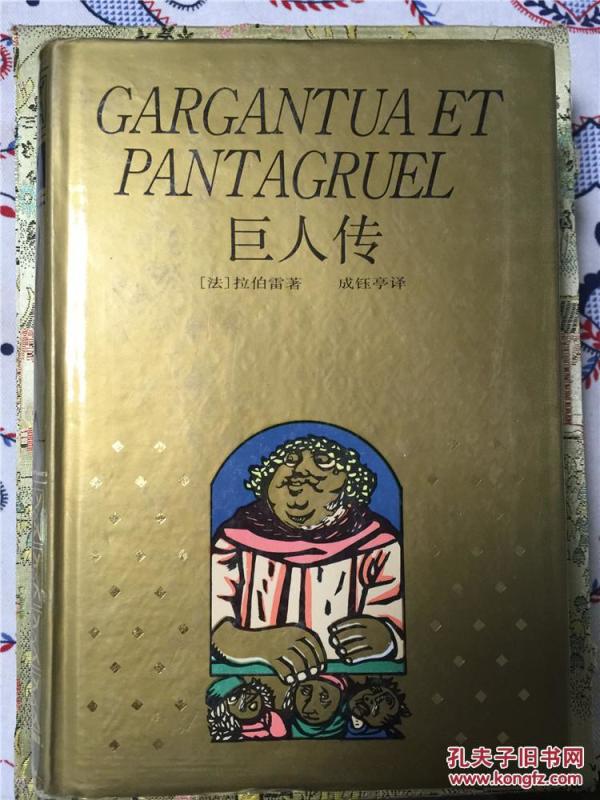 GARGANTUA ET
PANTAGRUEL
巨人传
[法]拉伯雷著 成钰亭译
孔夫子旧书网
www.kongfz.com